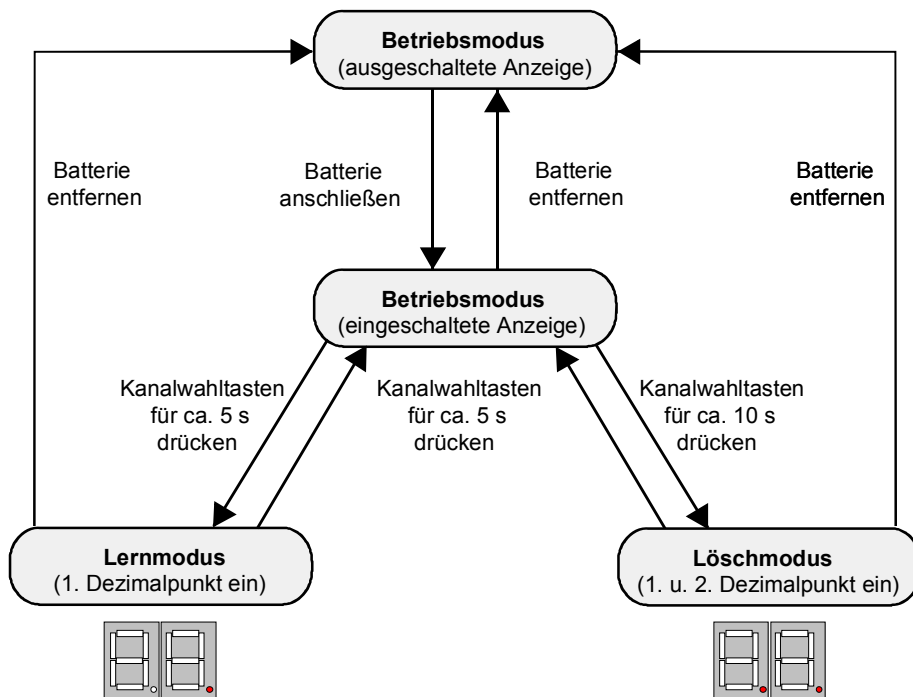 Betriebsmodus
(ausgeschaltete Anzeige)
Batterie
entfernen
Batterie
anschließen
Batterie
entfernen
Batterie
entfernen
Betriebsmodus
(eingeschaltete Anzeige)
Kanalwahltasten
für ca. 5 s
drücken
Kanalwahltasten
für ca. 5 s
drücken
Kanalwahltasten
für ca. 10 s
drücken
Lernmodus
(1. Dezimalpunkt ein)
Löschmodus
(1. u. 2. Dezimalpunkt ein)